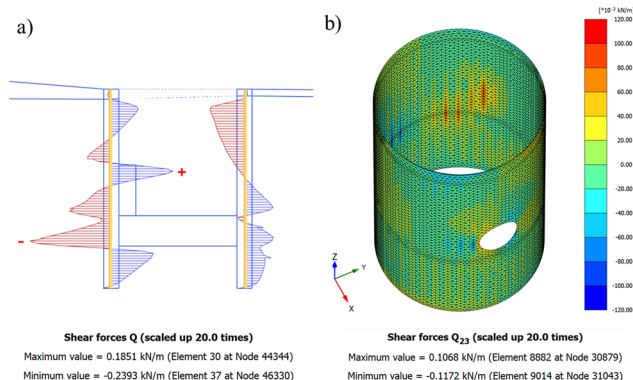 a)
b)
[*10⁻³ kN/m]
120.00
100.00
80.00
60.00
40.00
20.00
0.00
-20.00
-40.00
-60.00
-80.00
-100.00
-120.00
+
-
Z
Y
X
Shear forces Q (scaled up 20.0 times)
Maximum value = 0.1851 kN/m (Element 30 at Node 44344)
Minimum value = -0.2393 kN/m (Element 37 at Node 46330)
Shear forces Q₂₃ (scaled up 20.0 times)
Maximum value = 0.1068 kN/m (Element 8882 at Node 30879)
Minimum value = -0.1172 kN/m (Element 9014 at Node 31043)